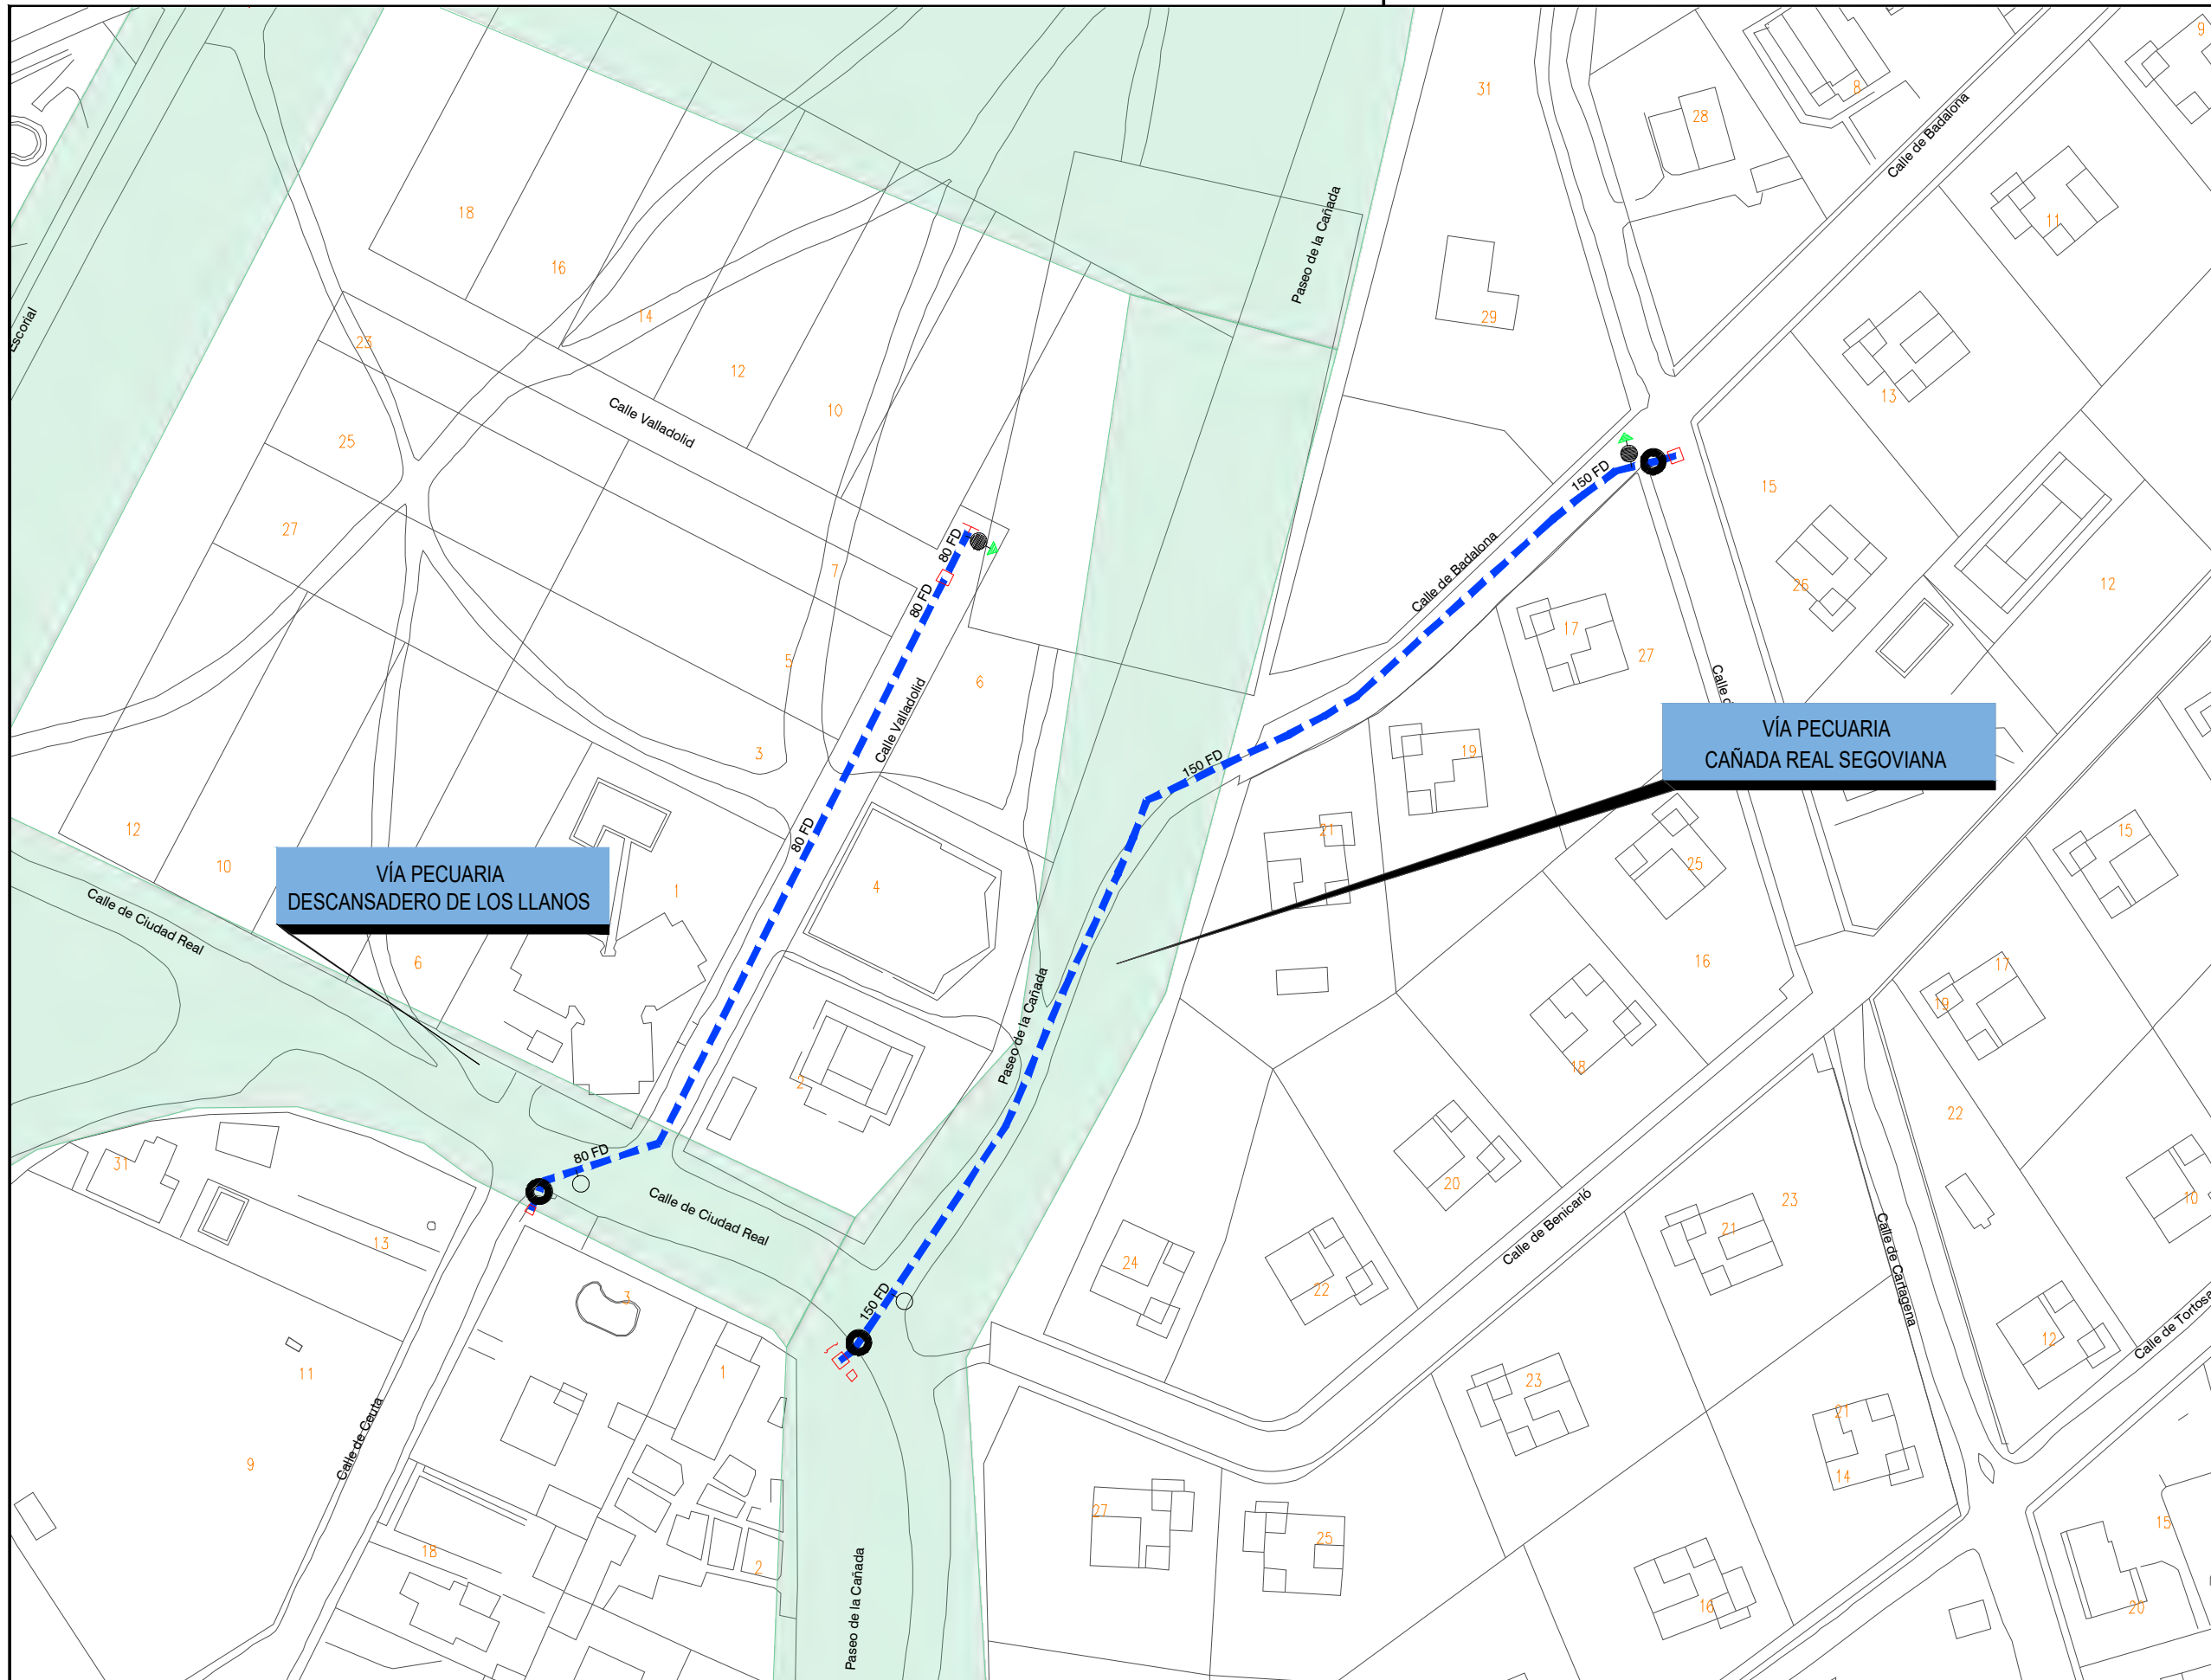 9
31
28
8
Calle de Badalona
11
Paseo de la Cañada
18
16
14
29
Escorial
23
12
10
13
Calle Valladolid
25
27
150 FD
15
80 FD
80 FD
7
Calle de Badalona
26
12
17
27
5
6
3
Calle Valladolid
Calle d
VÍA PECUARIA
CAÑADA REAL SEGOVIANA
150 FD
19
12
10
80 FD
21
15
25
VÍA PECUARIA
DESCANSADERO DE LOS LLANOS
1
4
Calle de Ciudad Real
6
16
17
19
Paseo de la Cañada
18
2
22
80 FD
31
20
23
10
Calle de Ciudad Real
21
Calle de Benicarló
Calle de Cartagena
13
24
22
3
150 FD
12
Calle de Tortosa
11
1
23
21
Calle de Ceuta
9
14
27
25
15
18
2
Paseo de la Cañada
16
20